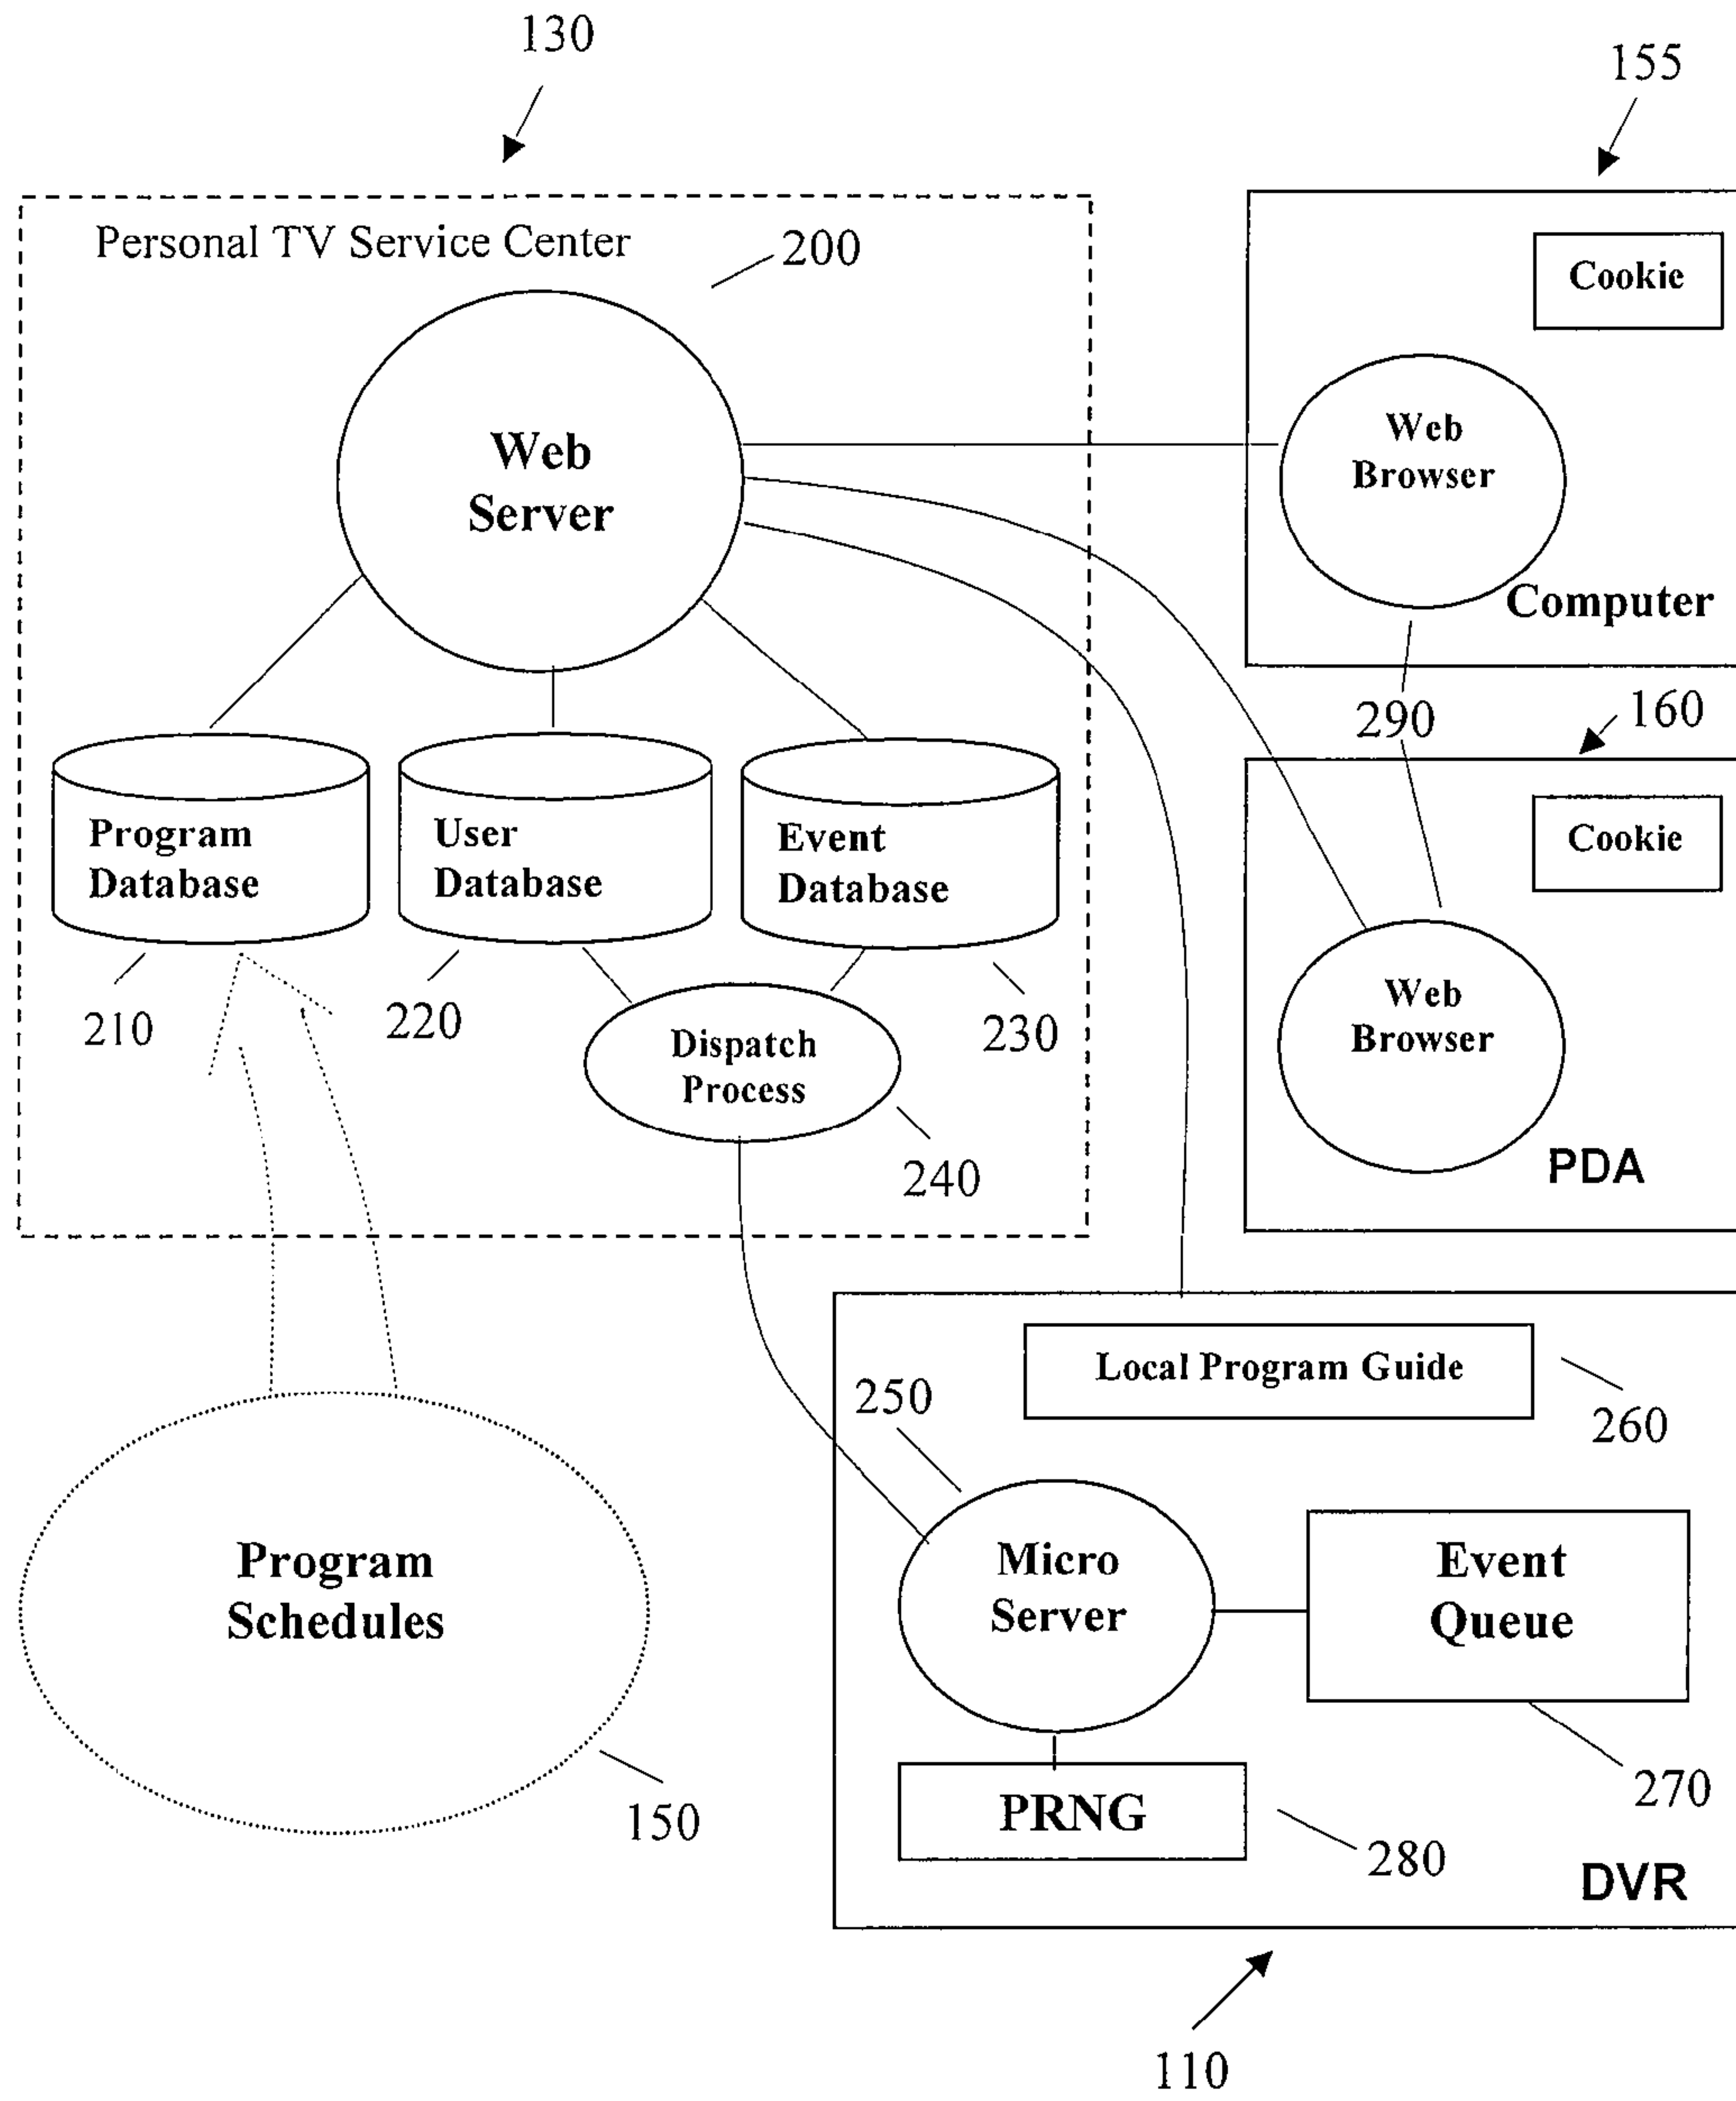 130
155
Personal TV Service Center
200
Cookie
Web
Server
Web
Browser
Computer
290
160
Program
Database
User
Database
Event
Database
Cookie
210
220
230
Dispatch
Process
240
Web
Browser
PDA
Local Program Guide
250
260
Program
Schedules
Micro
Server
Event
Queue
150
PRNG
270
280
DVR
110